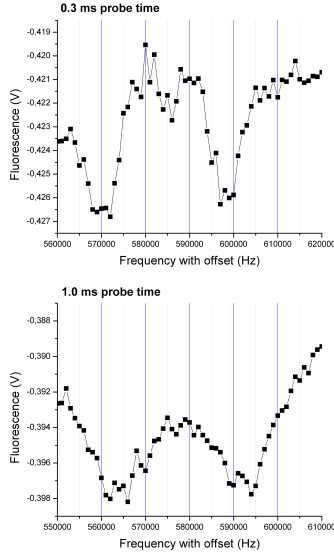 0.3 ms probe time
-0,419
-0,420
-0,421
-0,422
-0,423
-0,424
-0,425
-0,426
-0,427
Fluorescence (V)
560000 570000 580000 590000 600000 610000 620000
Frequency with offset (Hz)
1.0 ms probe time
-0,388
-0,390
-0,392
-0,394
-0,396
-0,398
Fluorescence (V)
550000 560000 570000 580000 590000 600000 610000
Frequency with offset (Hz)